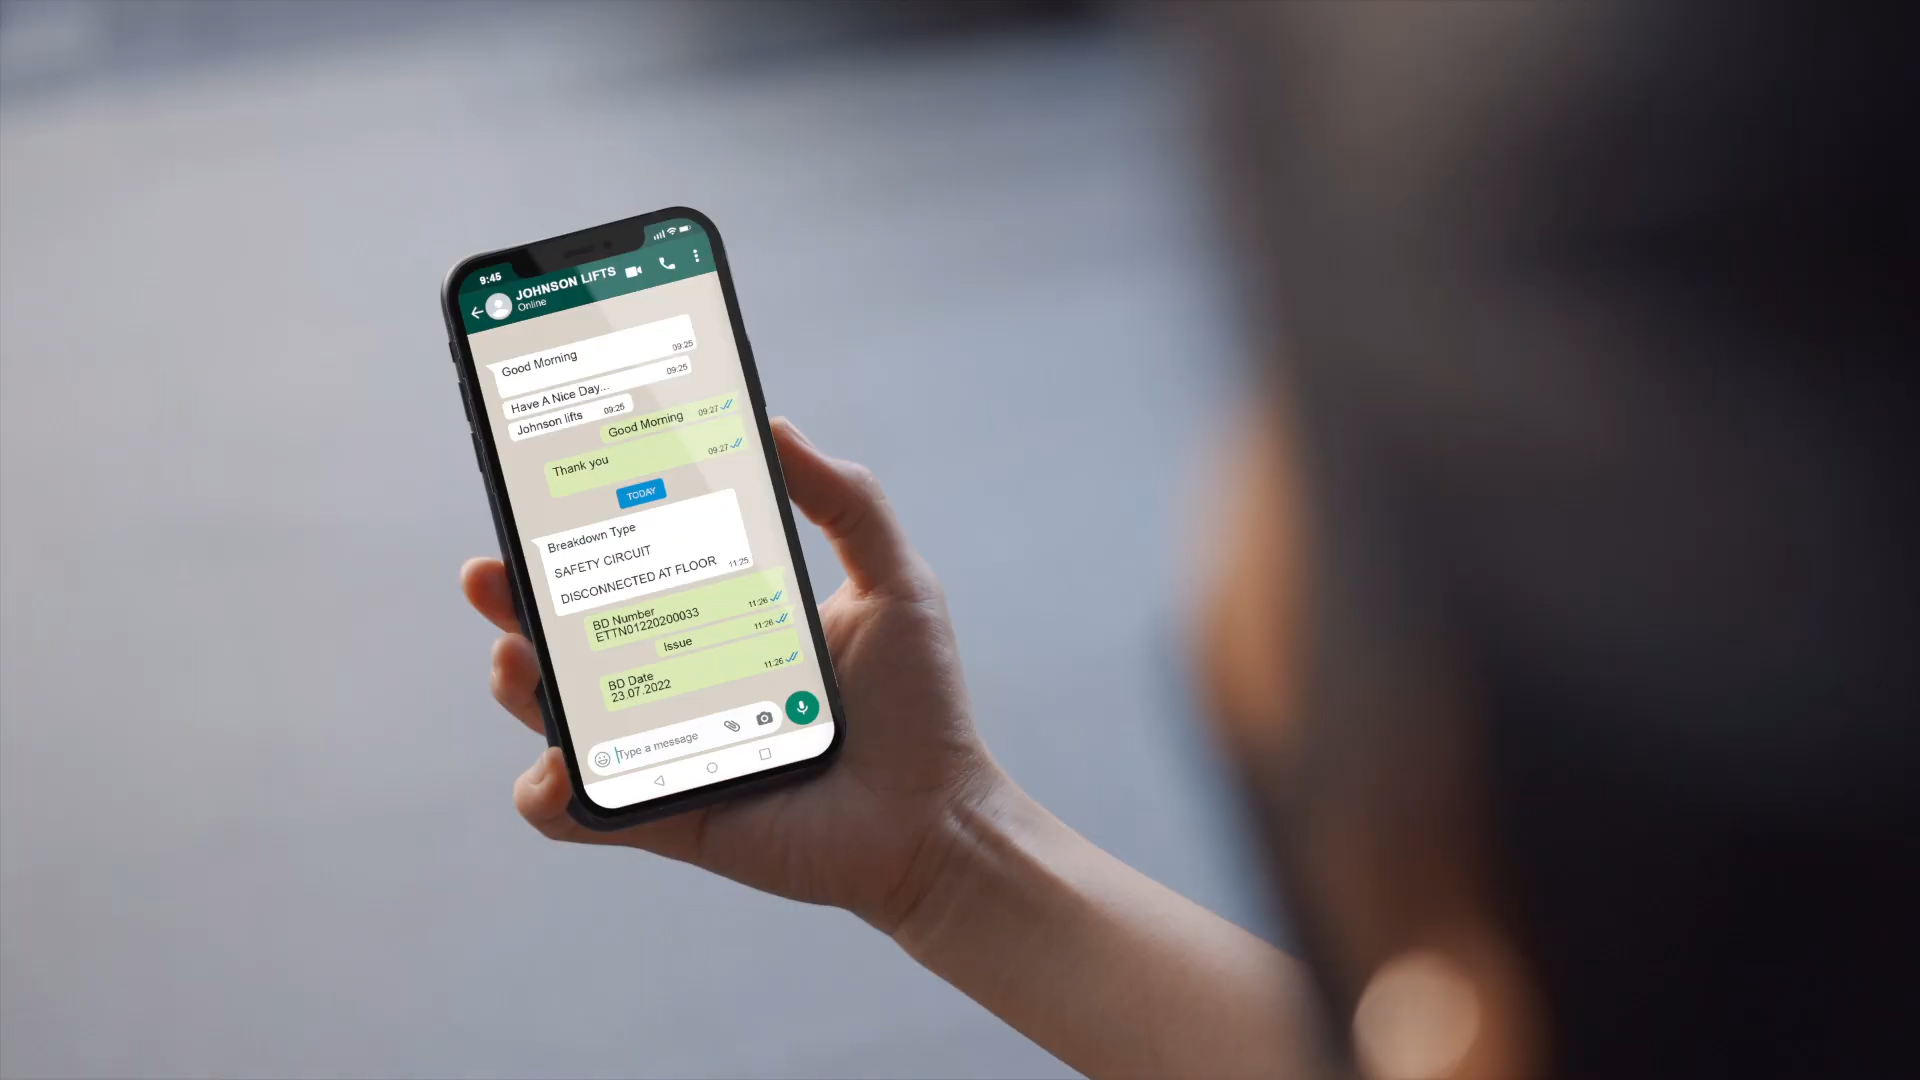 9:45
JOHNSON LIFTS
Online
Good Morning
09:25
Have A Nice Day...
09:25
Johnson lifts 09:25
Good Morning 09:27
Thank you
09:27
TODAY
Breakdown Type
SAFETY CIRCUIT
DISCONNECTED AT FLOOR 11:25
BD Number
ETTN01220200033
11:26
Issue 11:26
BD Date
23.07.2022
11:26
Type a message